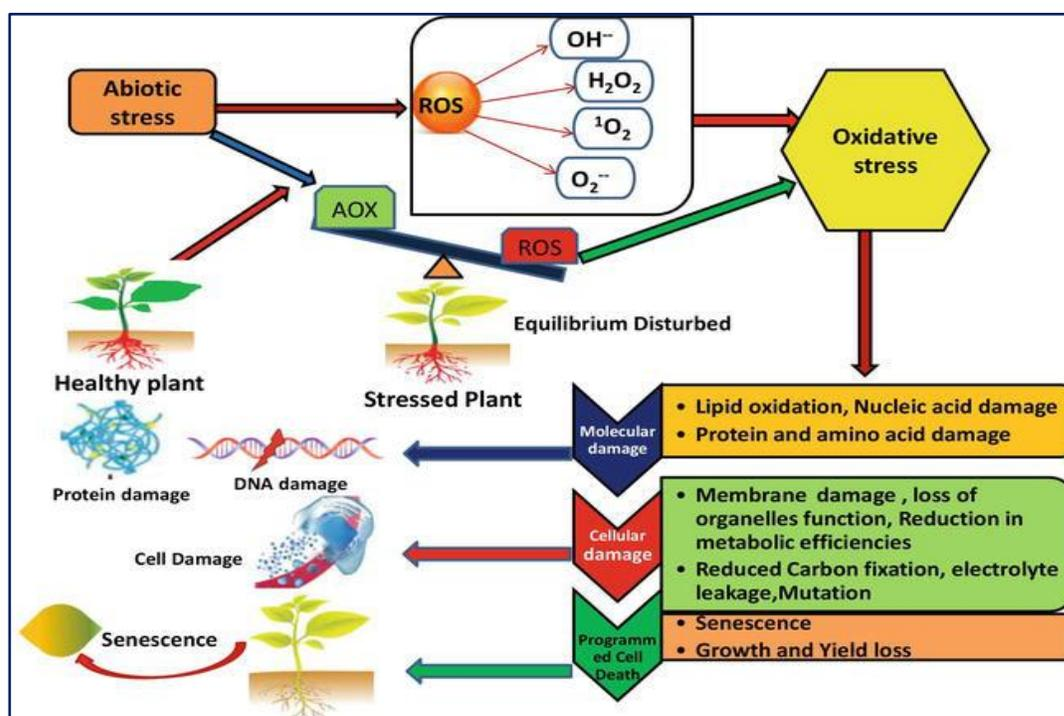 Abiotic
stress
ROS
OH⁻⁻
H₂O₂
¹O₂
O₂⁻⁻
Oxidative
stress
AOX
ROS
Equilibrium Disturbed
Healthy plant
Stressed Plant
Molecular
damage
• Lipid oxidation, Nucleic acid damage
• Protein and amino acid damage
Protein damage
DNA damage
Cellular
damage
• Membrane damage , loss of
organelles function, Reduction in
metabolic efficiencies
• Reduced Carbon fixation, electrolyte
leakage,Mutation
Cell Damage
Programm
ed Cell
Death
• Senescence
• Growth and Yield loss
Senescence